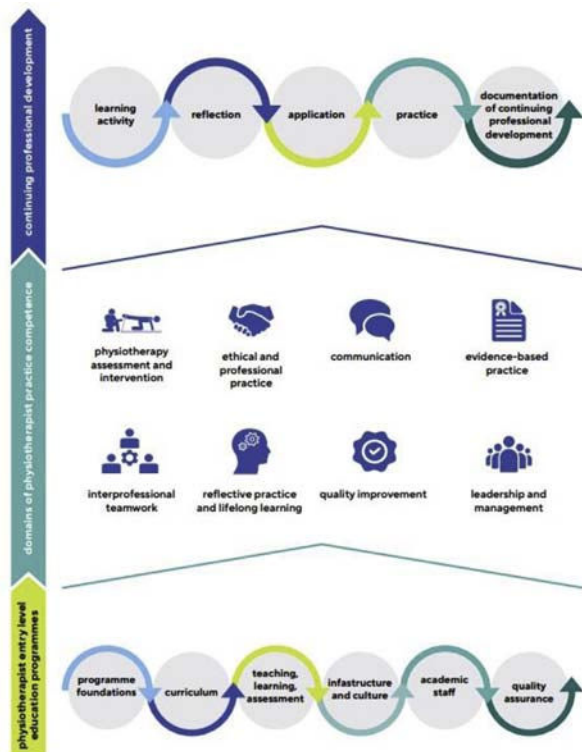 continuing professional development
learning
activity
reflection
application
practice
documentation
of continuing
professional
development
domains of physiotherapist practice competence
physiotherapy
assessment and
intervention
ethical and
professional
practice
communication
evidence-based
practice
interprofessional
teamwork
reflective practice
and lifelong learning
quality improvement
leadership and
management
physiotherapist entry level
education programmes
programme
foundations
curriculum
teaching,
learning,
assessment
infastructure
and culture
academic
staff
quality
assurance